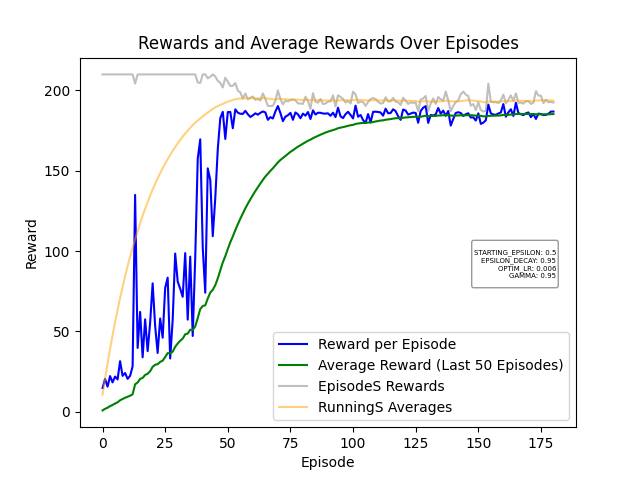 Rewards and Average Rewards Over Episodes
200
150
100
50
0
Reward
STARTING_EPSILON: 0.5
EPSILON_DECAY: 0.95
OPTIM_LR: 0.006
GAMMA: 0.95
Reward per Episode
Average Reward (Last 50 Episodes)
EpisodeS Rewards
RunningS Averages
0 25 50 75 100 125 150 175
Episode